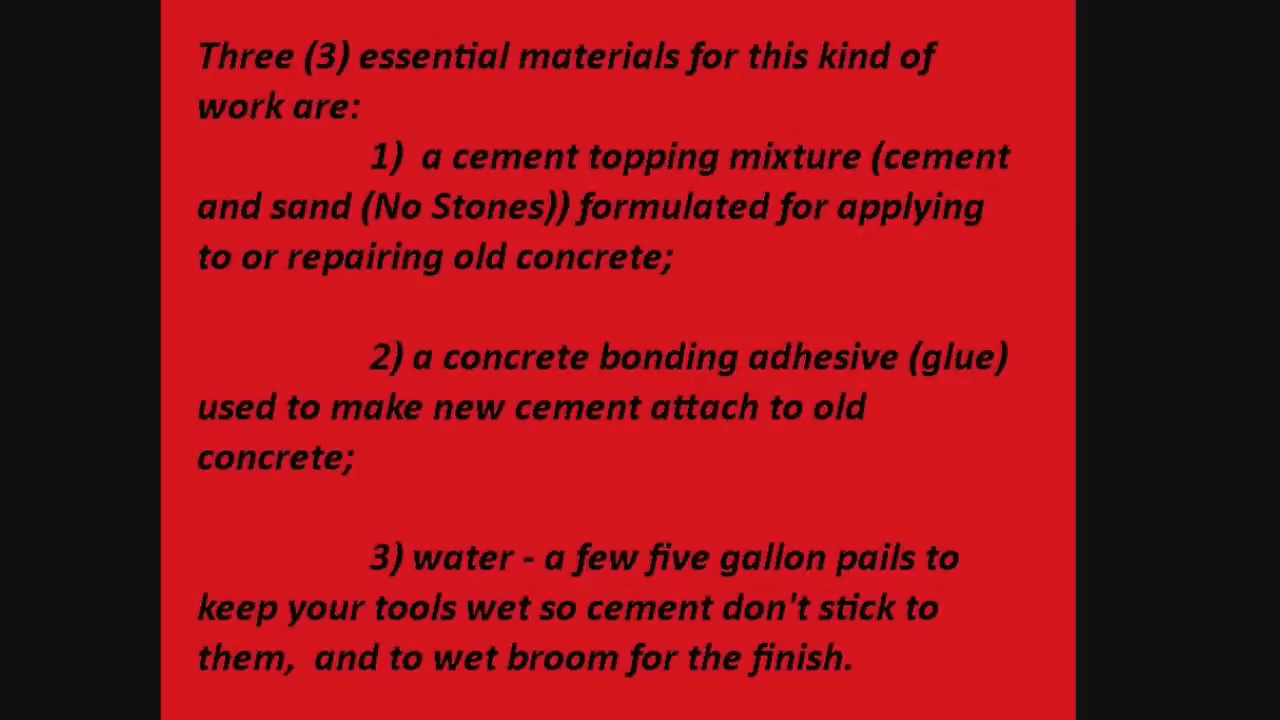 Three (3) essential materials for this kind of
work are:
1) a cement topping mixture (cement
and sand (No Stones)) formulated for applying
to or repairing old concrete;
2) a concrete bonding adhesive (glue)
used to make new cement attach to old
concrete;
3) water - a few five gallon pails to
keep your tools wet so cement don't stick to
them, and to wet broom for the finish.